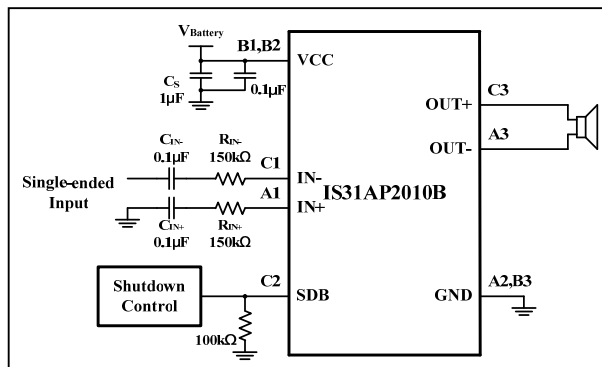 VBattery
B1,B2
VCC
CS
1μF
0.1μF
C3
OUT+
A3
OUT-
CIN-
0.1μF
RIN-
150kΩ
C1
IN-
Single-ended
Input
A1
IN+
IS31AP2010B
CIN+
0.1μF
RIN+
150kΩ
Shutdown
Control
C2
SDB
100kΩ
A2,B3
GND